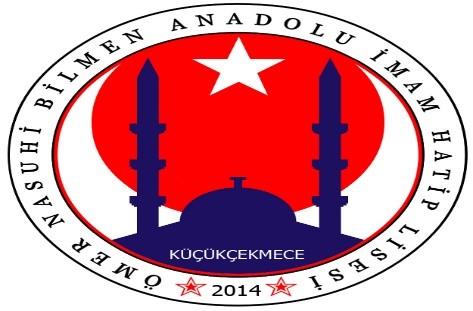 ÖMER NASUHİ BİLMEN ANADOLU İMAM HATİP LİSESİ
KÜÇÜKÇEKMECE
2014